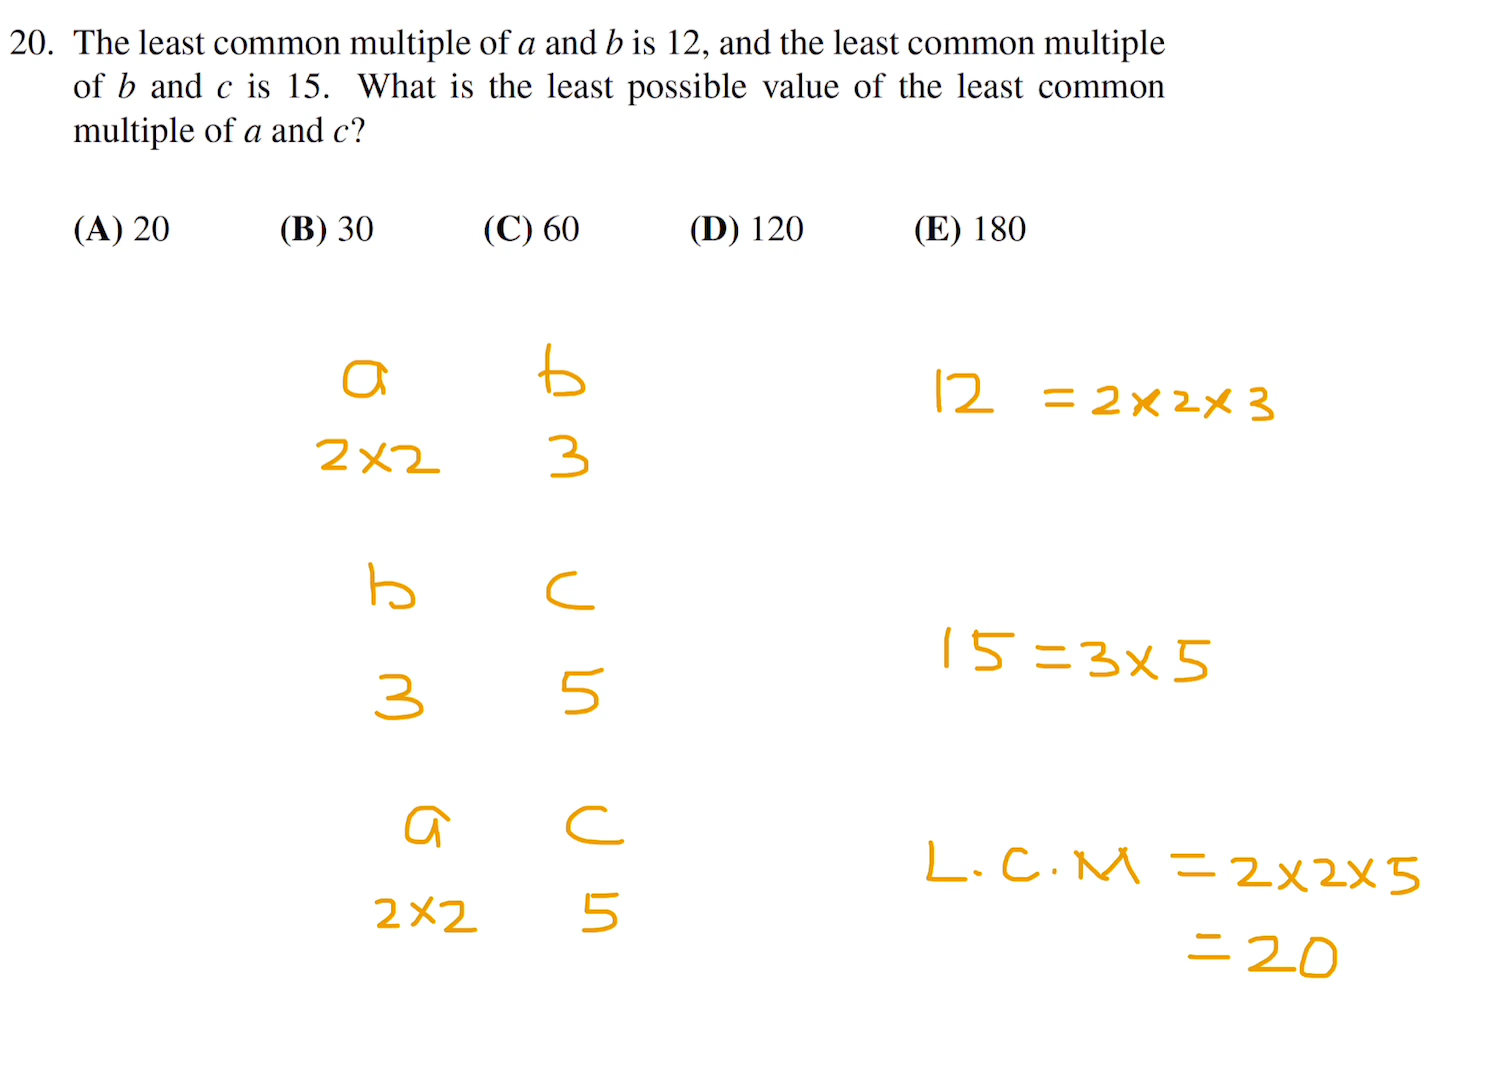 20. The least common multiple of a and b is 12, and the least common multiple
of b and c is 15. What is the least possible value of the least common
multiple of a and c?
(A) 20 (B) 30 (C) 60 (D) 120 (E) 180
a b
12 = 2×2×3
2×2 3
b c
15 = 3×5
3 5
a c
L.C.M = 2×2×5
2×2 5
= 20